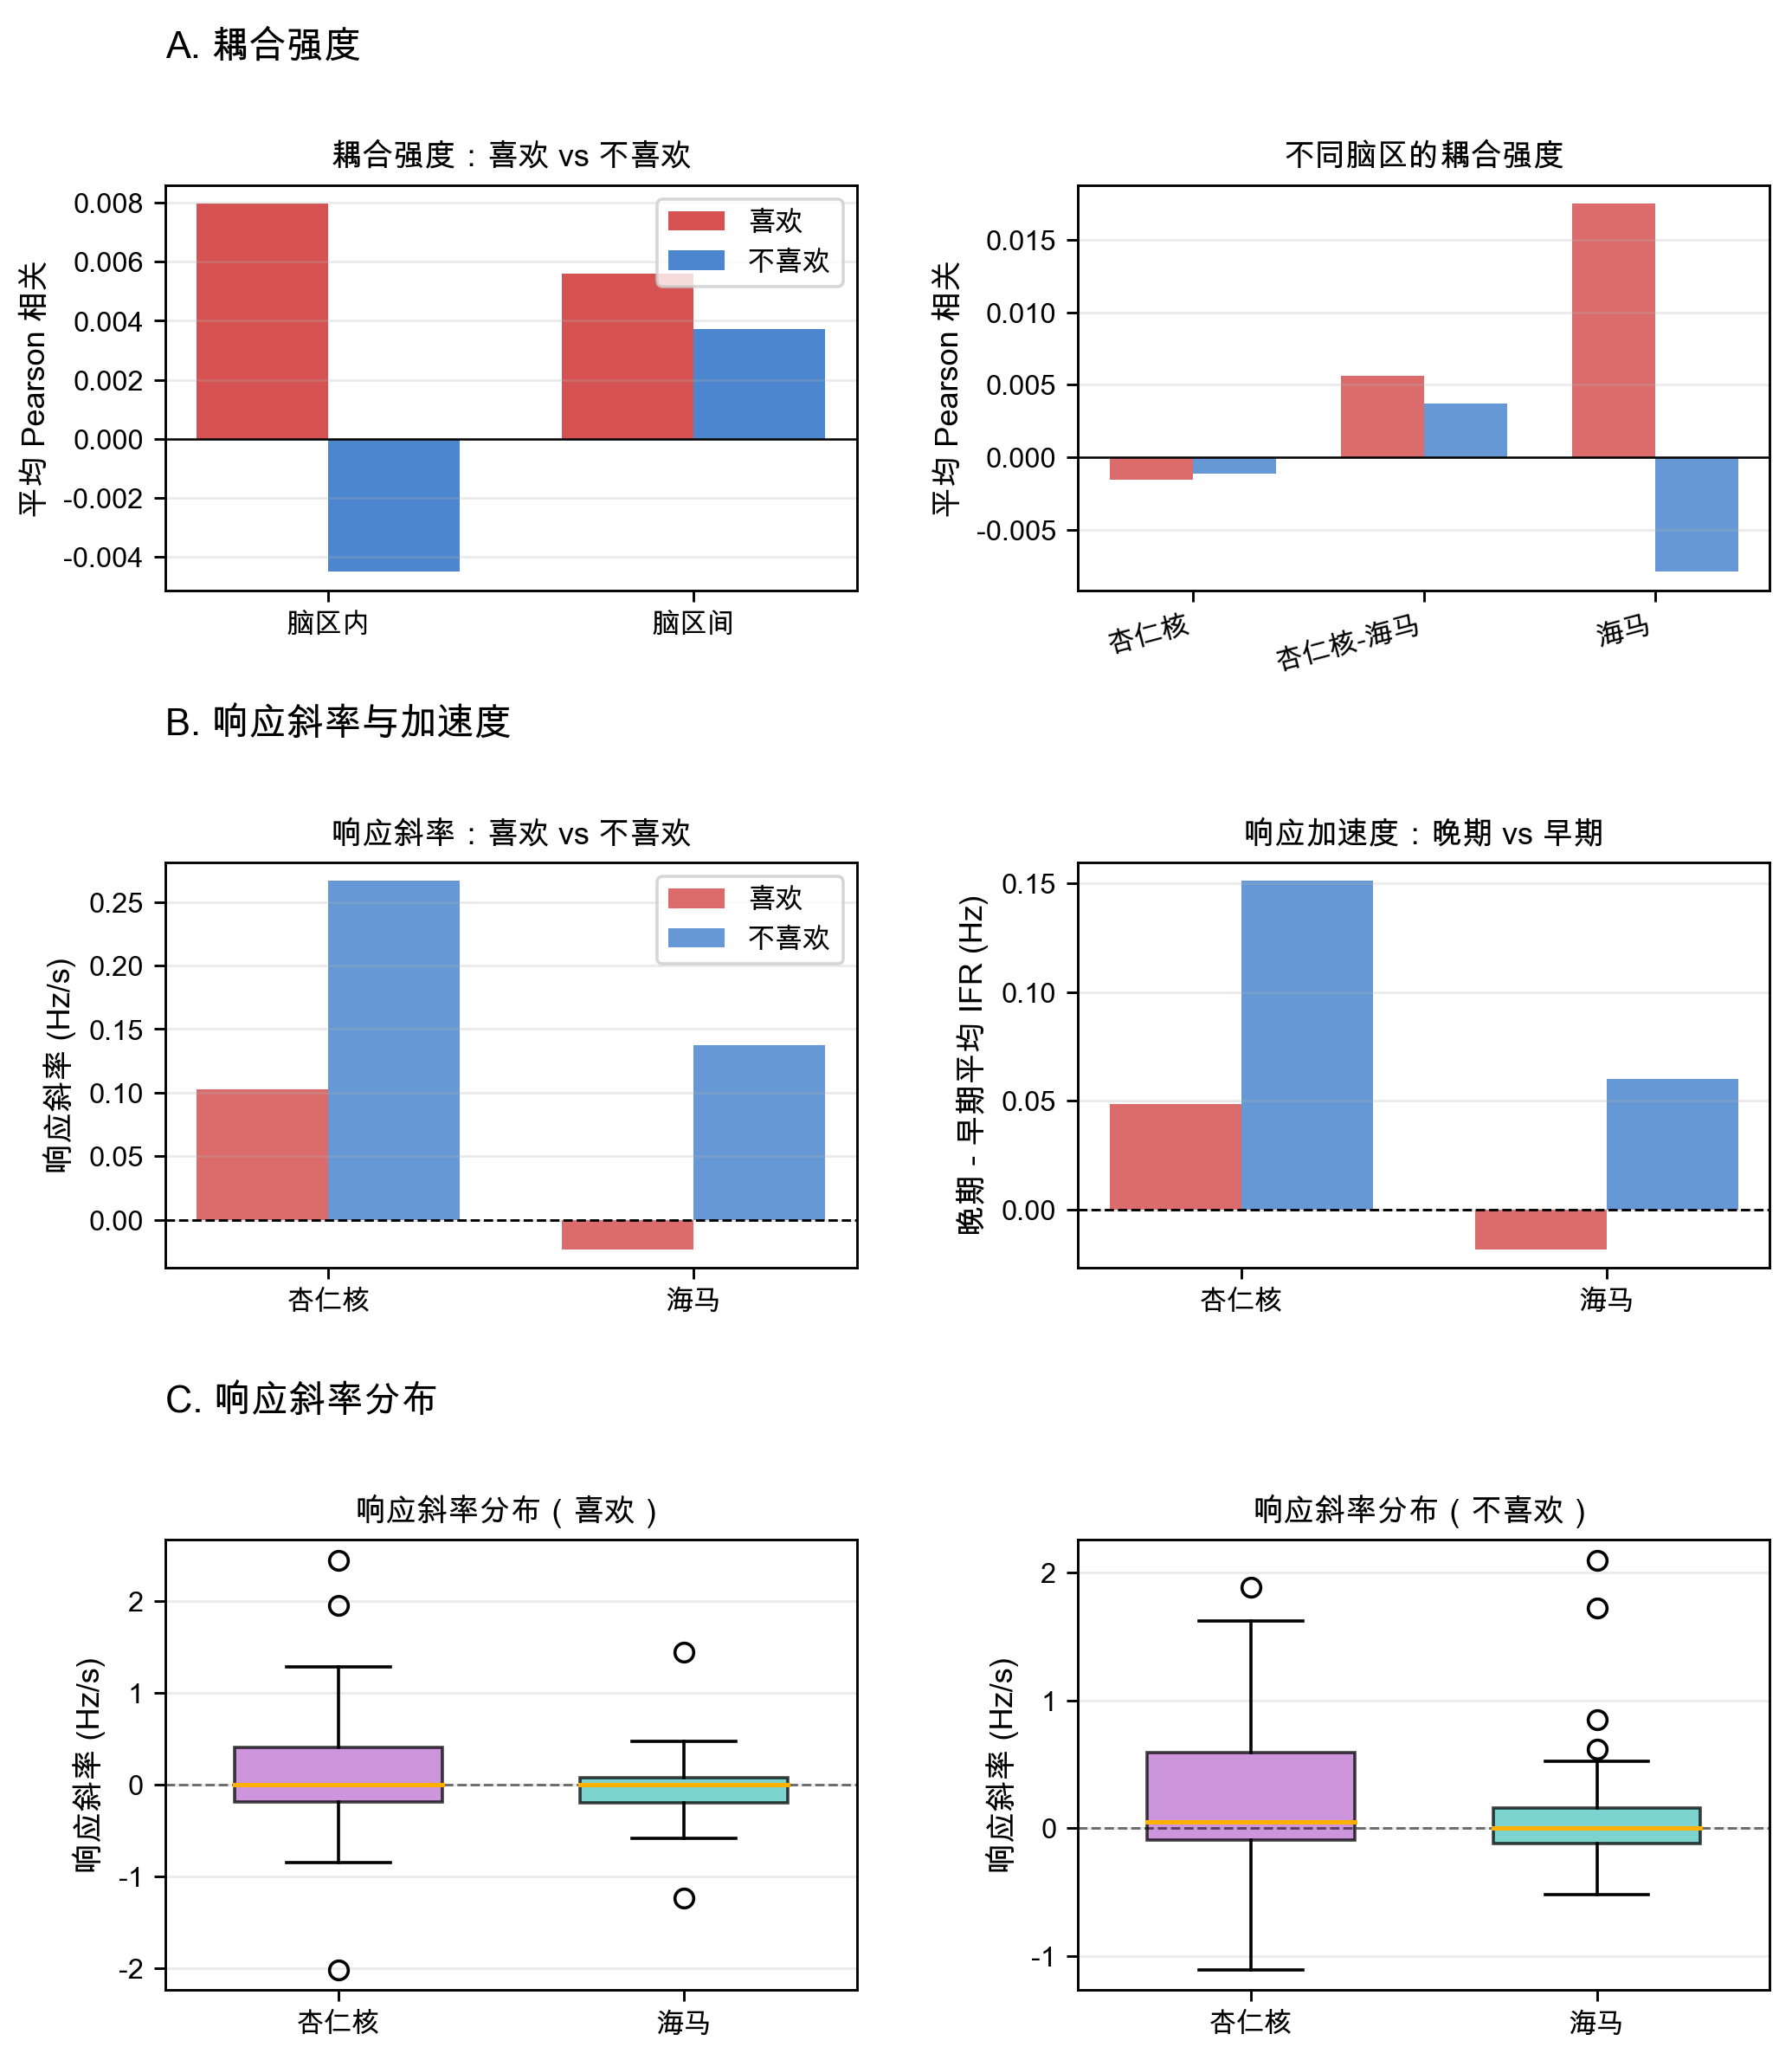 A. 耦合强度
耦合强度：喜欢 vs 不喜欢
平均 Pearson 相关
0.008
0.006
0.004
0.002
0.000
-0.002
-0.004
喜欢
不喜欢
脑区内
脑区间
不同脑区的耦合强度
平均 Pearson 相关
0.015
0.010
0.005
0.000
-0.005
杏仁核
杏仁核-海马
海马
B. 响应斜率与加速度
响应斜率：喜欢 vs 不喜欢
响应斜率 (Hz/s)
0.25
0.20
0.15
0.10
0.05
0.00
喜欢
不喜欢
杏仁核
海马
响应加速度：晚期 vs 早期
晚期 - 早期平均 IFR (Hz)
0.15
0.10
0.05
0.00
杏仁核
海马
C. 响应斜率分布
响应斜率分布（喜欢）
响应斜率 (Hz/s)
2
1
0
-1
-2
杏仁核
海马
响应斜率分布（不喜欢）
响应斜率 (Hz/s)
2
1
0
-1
杏仁核
海马